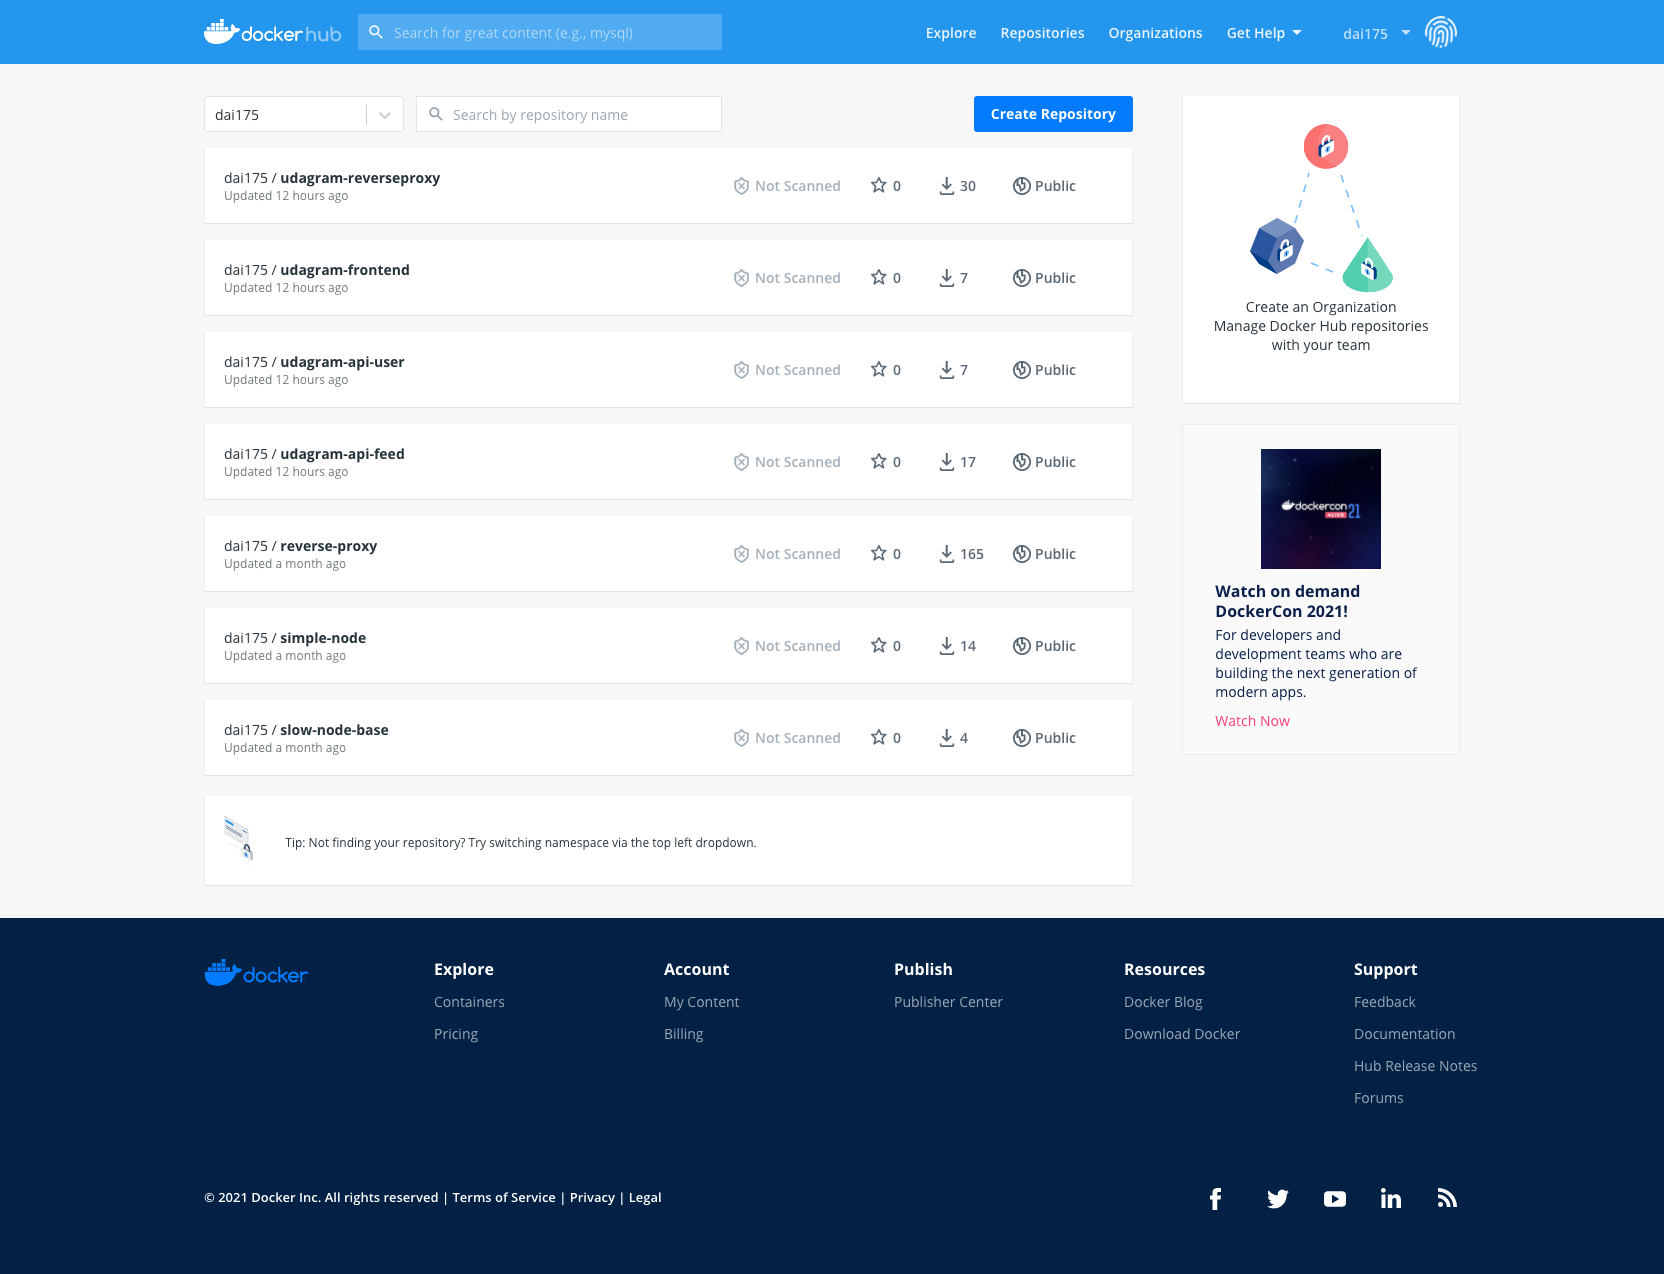 docker hub
Search for great content (e.g., mysql)
Explore
Repositories
Organizations
Get Help
dai175
dai175
Search by repository name
Create Repository
dai175 / udagram-reverseproxy
Updated 12 hours ago
Not Scanned
0
30
Public
dai175 / udagram-frontend
Updated 12 hours ago
Not Scanned
0
7
Public
dai175 / udagram-api-user
Updated 12 hours ago
Not Scanned
0
7
Public
dai175 / udagram-api-feed
Updated 12 hours ago
Not Scanned
0
17
Public
dai175 / reverse-proxy
Updated a month ago
Not Scanned
0
165
Public
dai175 / simple-node
Updated a month ago
Not Scanned
0
14
Public
dai175 / slow-node-base
Updated a month ago
Not Scanned
0
4
Public
Tip: Not finding your repository? Try switching namespace via the top left dropdown.
Create an Organization
Manage Docker Hub repositories
with your team
dockercon
LIVE 21
Watch on demand
DockerCon 2021!
For developers and
development teams who are
building the next generation of
modern apps.
Watch Now
docker
Explore
Containers
Pricing
Account
My Content
Billing
Publish
Publisher Center
Resources
Docker Blog
Download Docker
Support
Feedback
Documentation
Hub Release Notes
Forums
© 2021 Docker Inc. All rights reserved | Terms of Service | Privacy | Legal